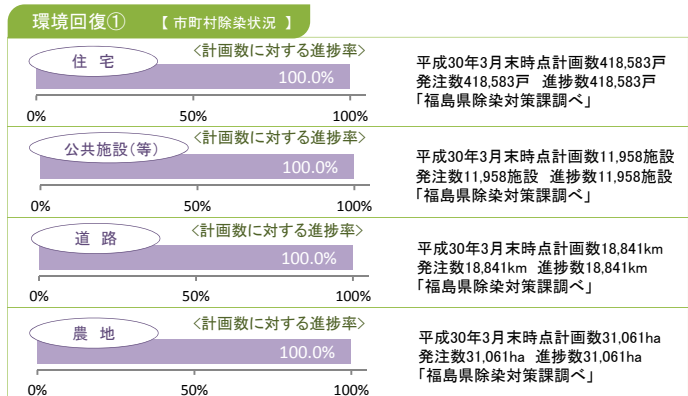 環境回復① 【 市町村除染状況 】
住 宅
<計画数に対する進捗率>
100.0%
0% 50% 100%
平成30年3月末時点計画数418,583戸
発注数418,583戸 進捗数418,583戸
「福島県除染対策課調べ」
公共施設(等)
<計画数に対する進捗率>
100.0%
0% 50% 100%
平成30年3月末時点計画数11,958施設
発注数11,958施設 進捗数11,958施設
「福島県除染対策課調べ」
道 路
<計画数に対する進捗率>
100.0%
0% 50% 100%
平成30年3月末時点計画数18,841km
発注数18,841km 進捗数18,841km
「福島県除染対策課調べ」
農 地
<計画数に対する進捗率>
100.0%
0% 50% 100%
平成30年3月末時点計画数31,061ha
発注数31,061ha 進捗数31,061ha
「福島県除染対策課調べ」